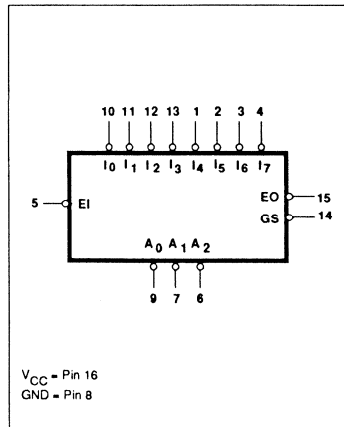 10 11 12 13 1 2 3 4
I0 I1 I2 I3 I4 I5 I6 I7
5 EI
EO 15
GS 14
A0 A1 A2
9 7 6
VCC = Pin 16
GND = Pin 8